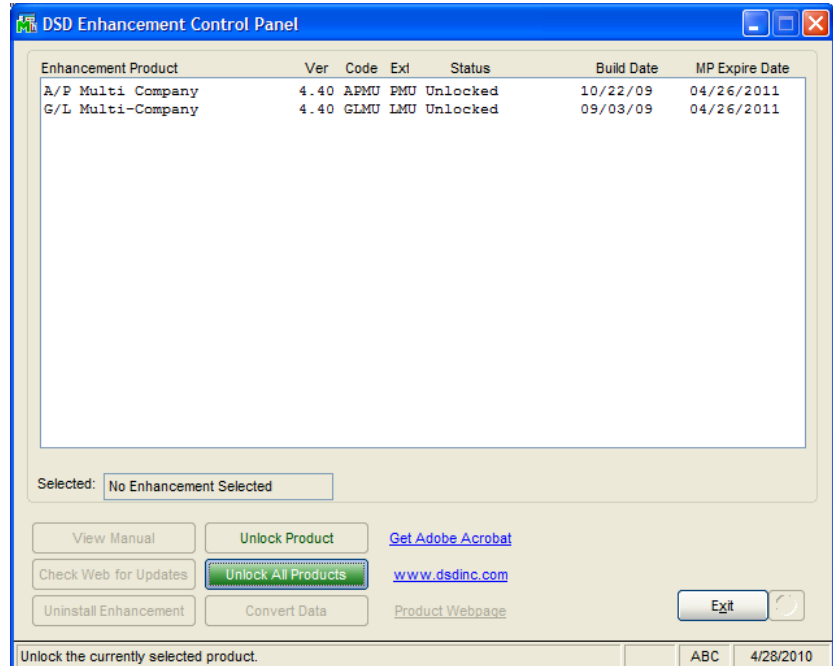 DSD Enhancement Control Panel
Enhancement Product Ver Code Ext Status Build Date MP Expire Date
A/P Multi Company 4.40 APMU PMU Unlocked 10/22/09 04/26/2011
G/L Multi-Company 4.40 GLMU LMU Unlocked 09/03/09 04/26/2011
Selected: No Enhancement Selected
View Manual Unlock Product Get Adobe Acrobat
Check Web for Updates Unlock All Products www.dsdinc.com
Uninstall Enhancement Convert Data Product Webpage Exit
Unlock the currently selected product. ABC 4/28/2010